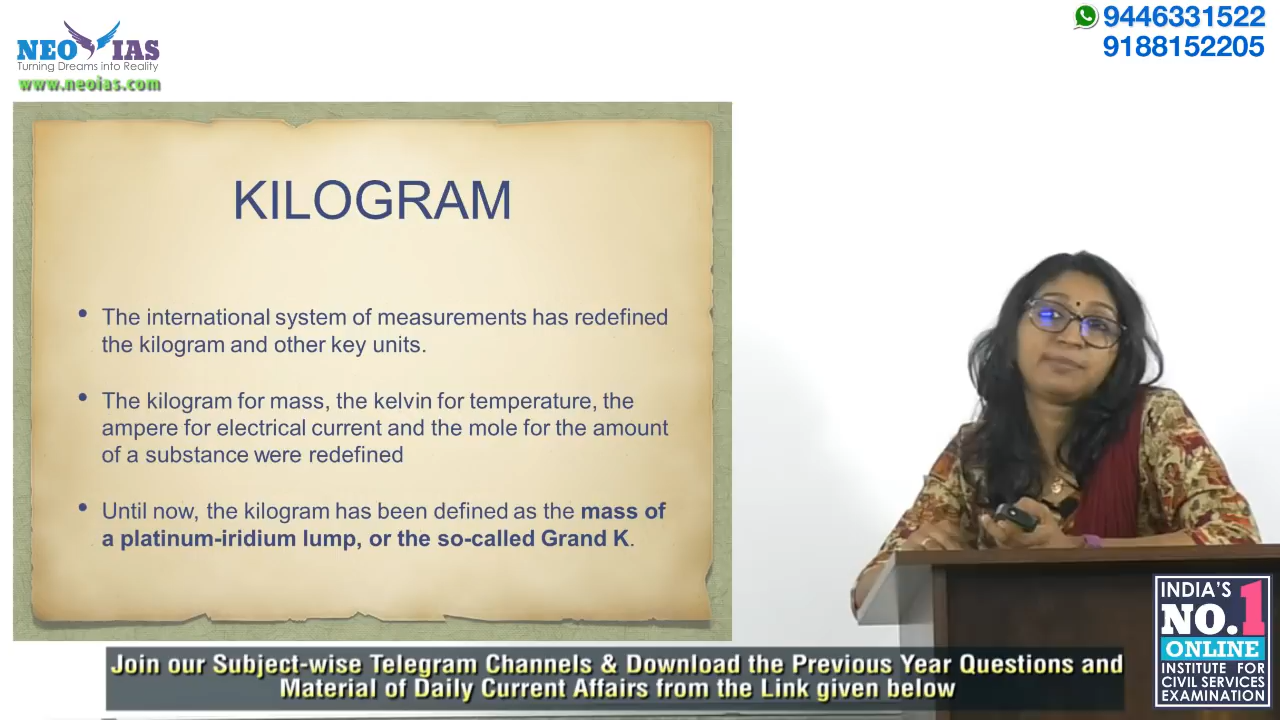 NEO IAS
Turning Dreams into Reality
www.neoias.com
9446331522
9188152205
KILOGRAM
• The international system of measurements has redefined
the kilogram and other key units.
• The kilogram for mass, the kelvin for temperature, the
ampere for electrical current and the mole for the amount
of a substance were redefined
• Until now, the kilogram has been defined as the mass of
a platinum-iridium lump, or the so-called Grand K.
INDIA'S
NO.1
ONLINE
INSTITUTE FOR
CIVIL SERVICES
EXAMINATION
Join our Subject-wise Telegram Channels & Download the Previous Year Questions and
Material of Daily Current Affairs from the Link given below